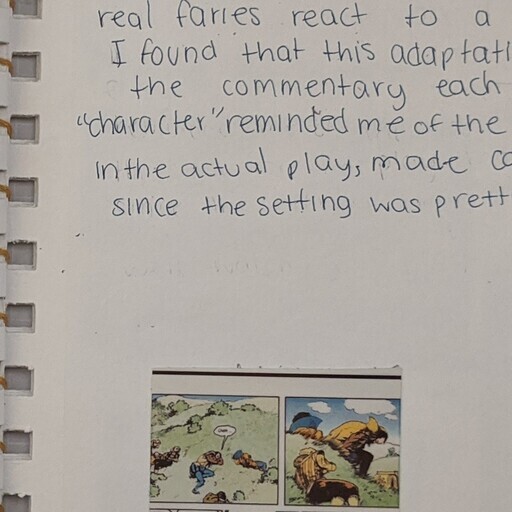 real faries react to a
I found that this adaptati
the commentary each
"character" reminded me of the
in the actual play, made co
since the setting was prett